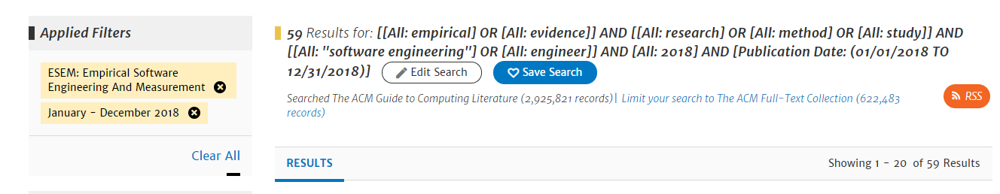 Applied Filters
ESEM: Empirical Software
Engineering And Measurement
January - December 2018
Clear All
59 Results for: [[All: empirical] OR [All: evidence]] AND [[All: research] OR [All: method] OR [All: study]] AND
[[All: "software engineering"] OR [All: engineer]] AND [All: 2018] AND [Publication Date: (01/01/2018 TO
12/31/2018)] Edit Search Save Search
Searched The ACM Guide to Computing Literature (2,925,821 records)| Limit your search to The ACM Full-Text Collection (622,483
records)
RSS
RESULTS
Showing 1 - 20 of 59 Results